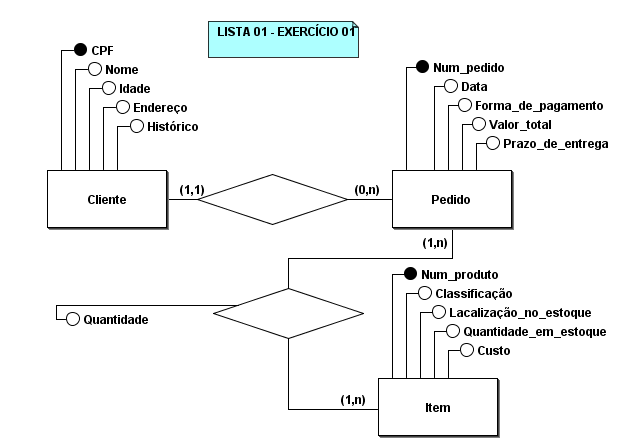 LISTA 01 - EXERCÍCIO 01
CPF
Nome
Idade
Endereço
Histórico
Num_pedido
Data
Forma_de_pagamento
Valor_total
Prazo_de_entrega
Cliente
(1,1)
(0,n)
Pedido
(1,n)
Num_produto
Classificação
Lacalização_no_estoque
Quantidade_em_estoque
Custo
Quantidade
(1,n)
Item